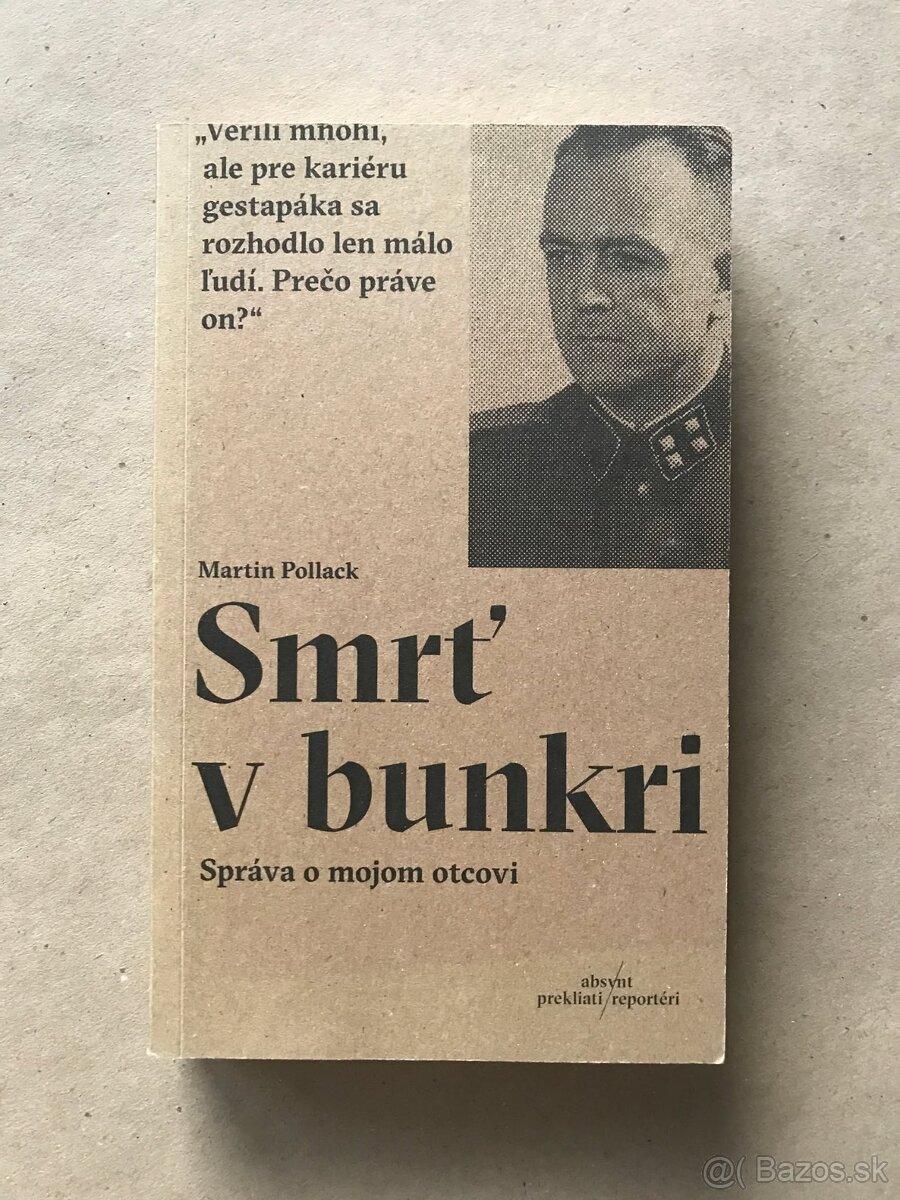 „Verili mnohí,
ale pre kariéru
gestapáka sa
rozhodlo len málo
ľudí. Prečo práve
on?“
Martin Pollack
Smrť
v bunkri
Správa o mojom otcovi
absynt
prekliati/reportéri
@( Bazos.sk